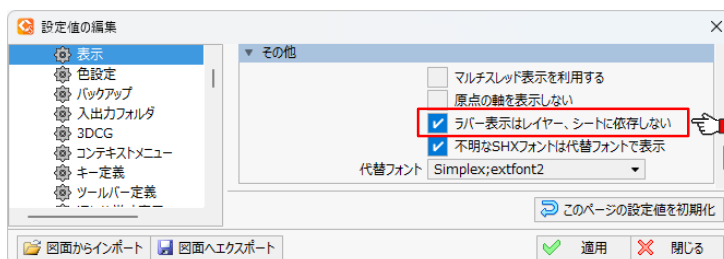 設定値の編集
表示
色設定
バックアップ
入出力フォルダ
3DCG
コンテキストメニュー
キー定義
ツールバー定義
その他
マルチスレッド表示を利用する
原点の軸を表示しない
ラバー表示はレイヤー、シートに依存しない
不明なSHXフォントは代替フォントで表示
代替フォント Simplex;extfont2
このページの設定値を初期化
図面からインポート 図面へエクスポート 適用 閉じる